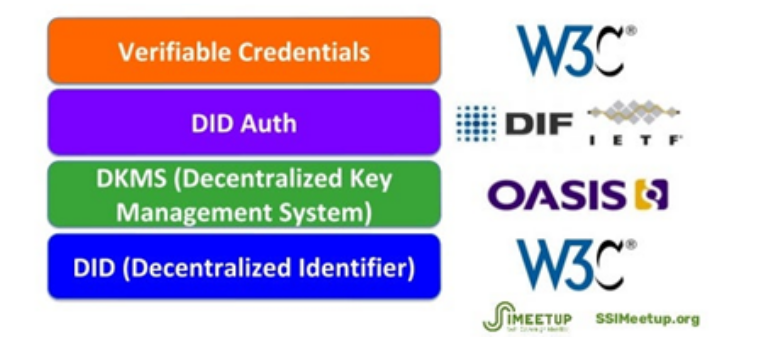 Verifiable Credentials
W3C®
DID Auth
DIF
IETF
DKMS (Decentralized Key
Management System)
OASIS
DID (Decentralized Identifier)
W3C®
SSIMEETUP
SSIMeetup.org